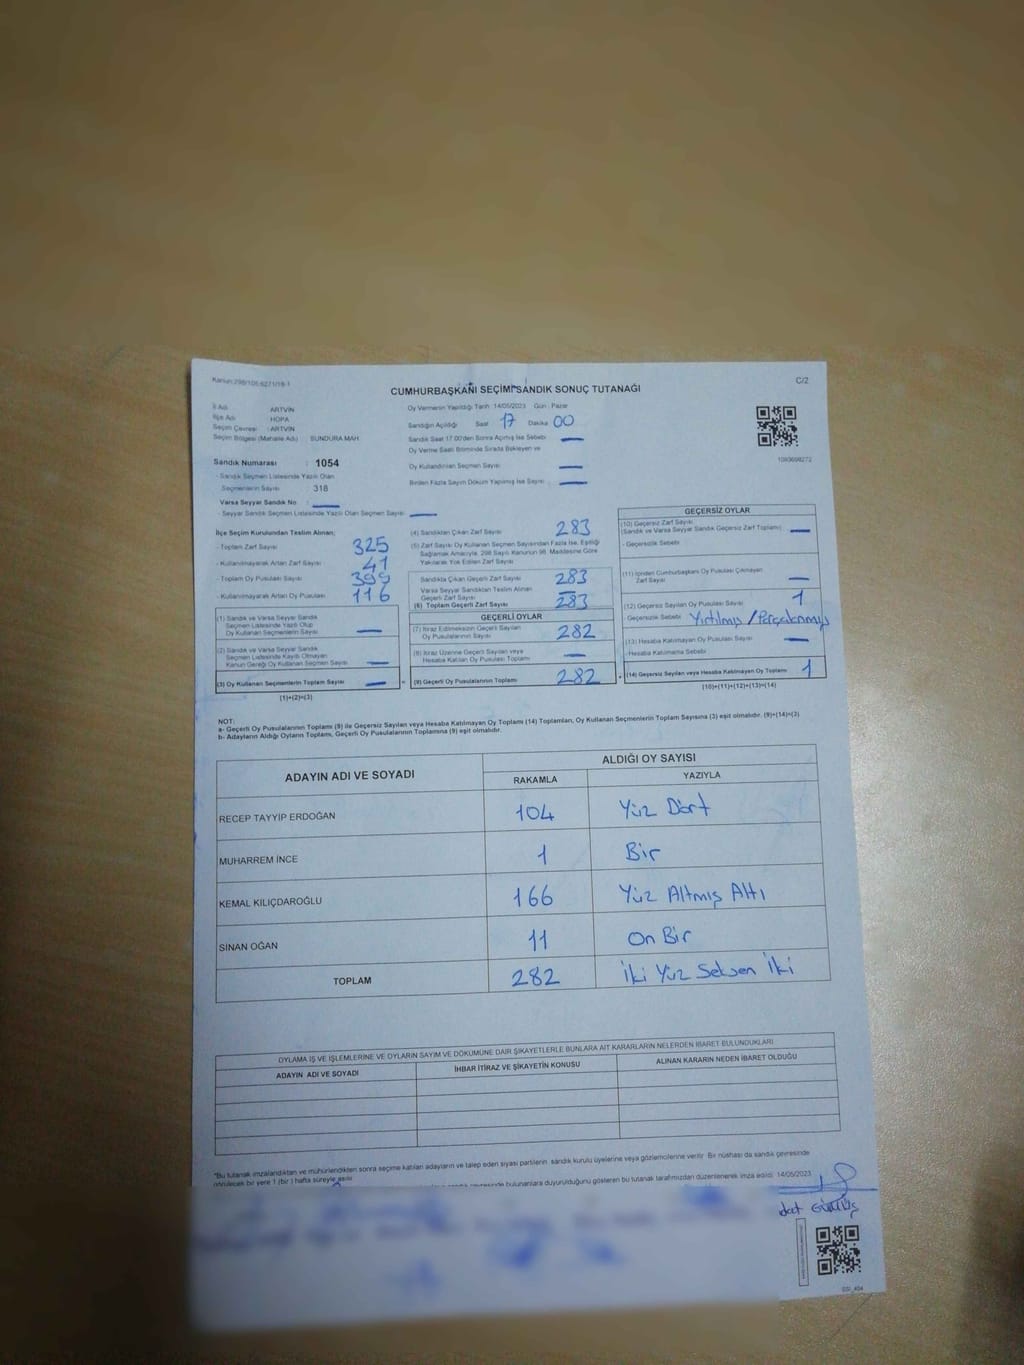 Kanun:298/105-6271/18-1
C/2
CUMHURBAŞKANI SEÇİMİ SANDIK SONUÇ TUTANAĞI
İl Adı : ARTVİN
İlçe Adı : HOPA
Seçim Çevresi : ARTVİN
Seçim Bölgesi (Mahalle Adı) : SUNDURA MAH.
Oy Vermenin Yapıldığı Tarih : 14/05/2023 Gün : Pazar
Sandığın Açıldığı Saat 17 Dakika 00
Sandık Saat 17.00'den Sonra Açılmış İse Sebebi : —
Oy Verme Saati Bitiminde Sırada Bekleyen ve
Oy Kullandırılan Seçmen Sayısı : —
Birden Fazla Sayım Döküm Yapılmış İse Sayısı : —
Sandık Numarası : 1054
- Sandık Seçmen Listesinde Yazılı Olan
Seçmenlerin Sayısı : 318
Varsa Seyyar Sandık No : —
- Seyyar Sandık Seçmen Listesinde Yazılı Olan Seçmen Sayısı : —
İlçe Seçim Kurulundan Teslim Alınan;
- Toplam Zarf Sayısı : 325
- Kullanılmayarak Artan Zarf Sayısı : 41
- Toplam Oy Pusulası Sayısı : 399
- Kullanılmayarak Artan Oy Pusulası : 116
(1) Sandık ve Varsa Seyyar Sandık
Seçmen Listesinde Yazılı Olup
Oy Kullanan Seçmenlerin Sayısı : —
(2) Sandık ve Varsa Seyyar Sandık
Seçmen Listesinde Kayıtlı Olmayan
Kanun Gereği Oy Kullanan Seçmen Sayısı : —
(3) Oy Kullanan Seçmenlerin Toplam Sayısı : —
(1)+(2)=(3)
(4) Sandıktan Çıkan Zarf Sayısı : 283
(5) Zarf Sayısı Oy Kullanan Seçmen Sayısından Fazla İse, Eşitliği
Sağlamak Amacıyla, 298 Sayılı Kanunun 98. Maddesine Göre
Yakılarak Yok Edilen Zarf Sayısı :
Sandıkta Çıkan Geçerli Zarf Sayısı : 283
Varsa Seyyar Sandıktan Teslim Alınan
Geçerli Zarf Sayısı : —
(6) Toplam Geçerli Zarf Sayısı : 283
GEÇERLİ OYLAR
(7) İtiraz Edilmeksizin Geçerli Sayılan
Oy Pusulalarının Sayısı : 282
(8) İtiraz Üzerine Geçerli Sayılan veya
Hesaba Katılan Oy Pusulası Toplamı : —
(9) Geçerli Oy Pusulalarının Toplamı : 282
GEÇERSİZ OYLAR
(10) Geçersiz Zarf Sayısı
(Sandık ve Varsa Seyyar Sandık Geçersiz Zarf Toplamı) : —
- Geçersizlik Sebebi :
(11) İçinden Cumhurbaşkanı Oy Pusulası Çıkmayan
Zarf Sayısı : —
(12) Geçersiz Sayılan Oy Pusulası Sayısı : 1
- Geçersizlik Sebebi : Yırtılmış / Parçalanmış
(13) Hesaba Katılmayan Oy Pusulası Sayısı : —
- Hesaba Katılmama Sebebi :
(14) Geçersiz Sayılan veya Hesaba Katılmayan Oy Toplamı : 1
(10)+(11)+(12)+(13)=(14)
NOT:
a- Geçerli Oy Pusulalarının Toplamı (9) ile Geçersiz Sayılan veya Hesaba Katılmayan Oy Toplamı (14) Toplamları, Oy Kullanan Seçmenlerin Toplam Sayısına (3) eşit olmalıdır. (9)+(14)=(3)
b- Adayların Aldığı Oyların Toplamı, Geçerli Oy Pusulalarının Toplamına (9) eşit olmalıdır.
ADAYIN ADI VE SOYADI
ALDIĞI OY SAYISI
RAKAMLA YAZIYLA
RECEP TAYYİP ERDOĞAN 104 Yüz Dört
MUHARREM İNCE 1 Bir
KEMAL KILIÇDAROĞLU 166 Yüz Altmış Altı
SİNAN OĞAN 11 On Bir
TOPLAM 282 İki Yüz Seksen İki
OYLAMA İŞ VE İŞLEMLERİNE VE OYLARIN SAYIM VE DÖKÜMÜNE DAİR ŞİKAYETLERLE BUNLARA AİT KARARLARIN NELERDEN İBARET BULUNDUKLARI
ADAYIN ADI VE SOYADI İHBAR İTİRAZ VE ŞİKAYETİN KONUSU ALINAN KARARIN NEDEN İBARET OLDUĞU
"Bu tutanak imzalandıktan ve mühürlendikten sonra seçime katılan adayların ve talep eden siyasi partilerin sandık kurulu üyelerine veya gözlemcilerine verilir. Bir nüshası da sandık çevresinde
görülecek bir yere 1 (bir) hafta süreyle asılır bulunanlara duyurulduğunu gösteren bu tutanak tarafımızdan düzenlenerek imza edildi. 14/05/2023